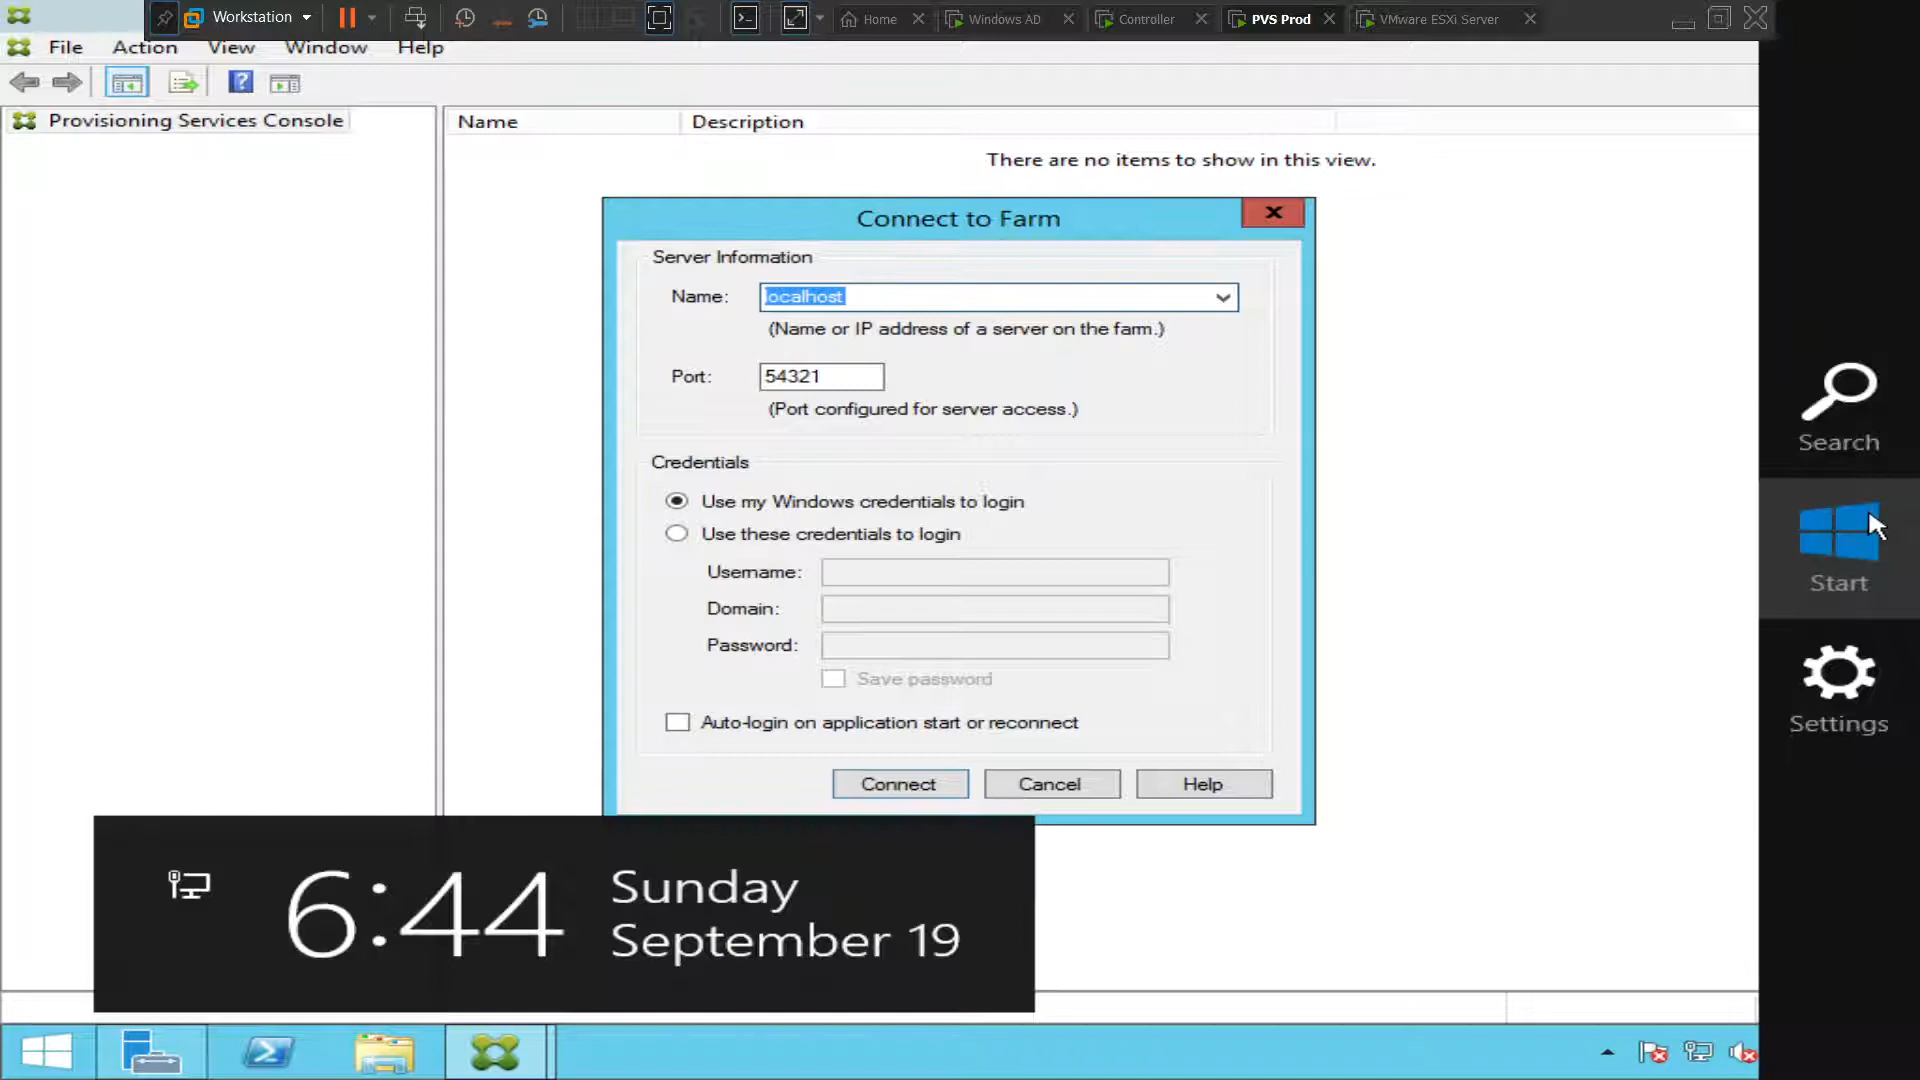 Workstation
Home
Windows AD
Controller
PVS Prod
VMware ESXi Server
File Action View Window Help
Provisioning Services Console
Name
Description
There are no items to show in this view.
Connect to Farm
Server Information
Name: localhost
(Name or IP address of a server on the farm.)
Port: 54321
(Port configured for server access.)
Credentials
Use my Windows credentials to login
Use these credentials to login
Username:
Domain:
Password:
Save password
Auto-login on application start or reconnect
Connect Cancel Help
Search
Start
Settings
6:44
Sunday
September 19